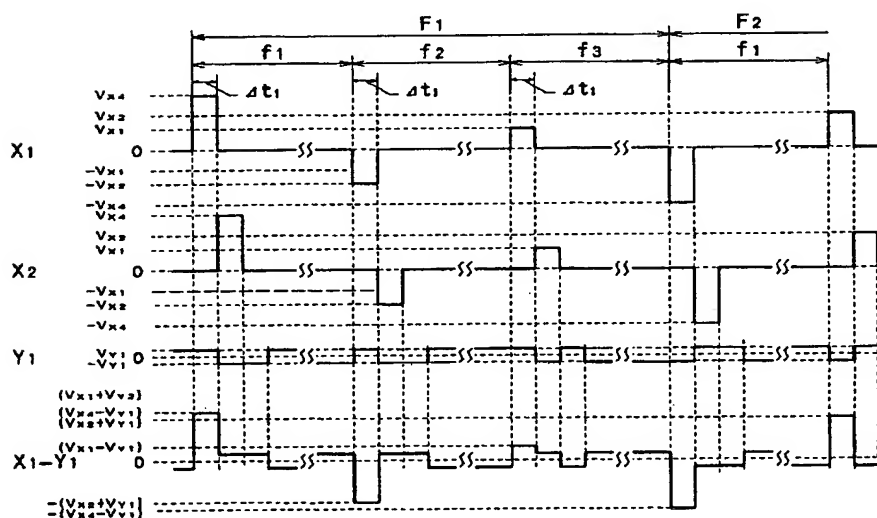 F1 F2
f1 f2 f3 f1
Δt1 Δt1 Δt1
VX4
VX2
VX1
X1 0
-VX1
-VX2
-VX4
VX4
VX2
VX1
X2 0
-VX1
-VX2
-VX4
Y1 VY1 0
-VY1
(VX1+VY2)
(VX4-VY1)
(VX2+VY1)
(VX1-VY1)
X1-Y1 0
-(VX2+VY1)
-(VX4-VY1)